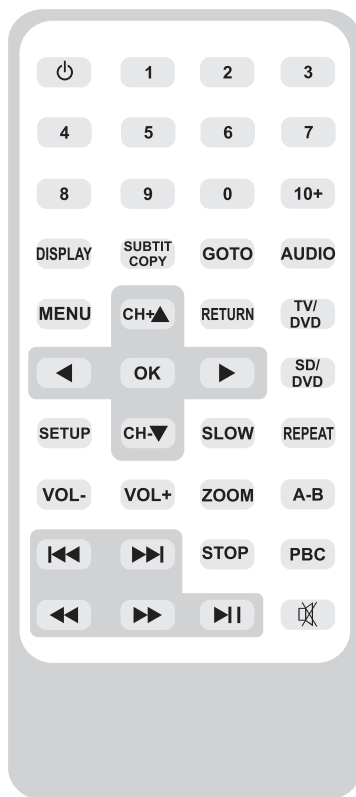 1 2 3
4 5 6 7
8 9 0 10+
DISPLAY SUBTIT COPY GOTO AUDIO
MENU CH+ RETURN TV/ DVD
OK SD/ DVD
SETUP CH- SLOW REPEAT
VOL- VOL+ ZOOM A-B
STOP PBC